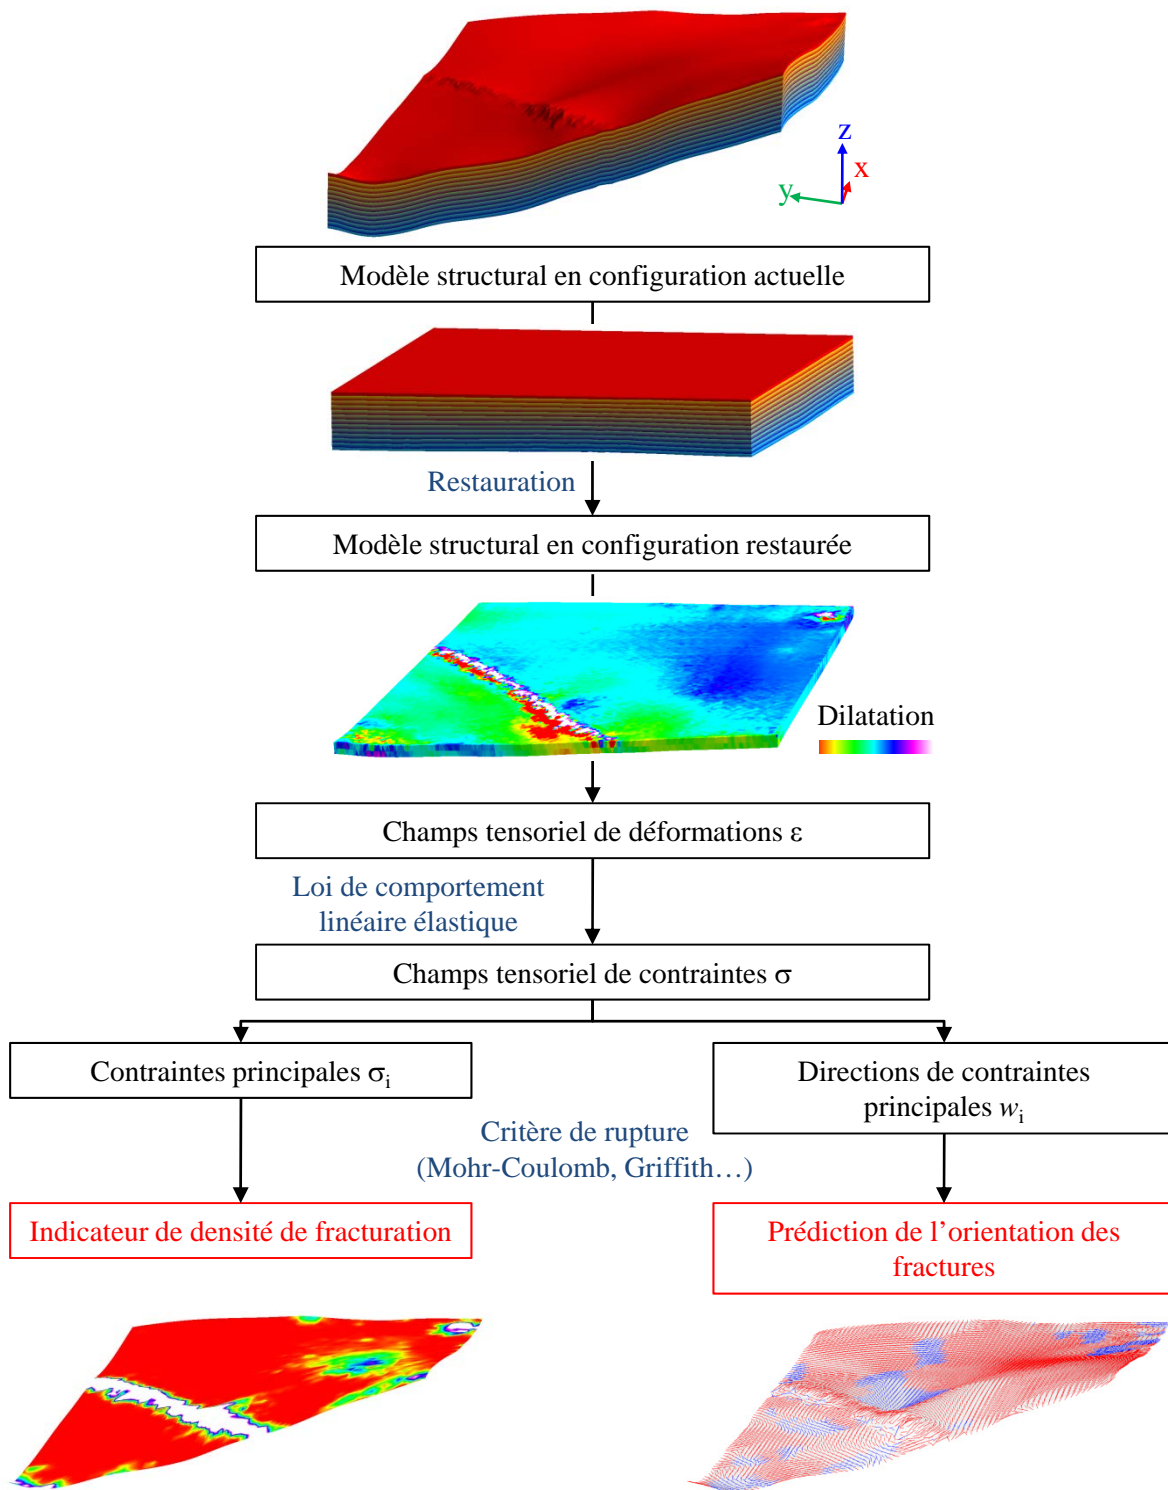 z
x
y
Modèle structural en configuration actuelle
Restauration
Modèle structural en configuration restaurée
Dilatation
Champs tensoriel de déformations ε
Loi de comportement
linéaire élastique
Champs tensoriel de contraintes σ
Contraintes principales σi
Directions de contraintes
principales wi
Critère de rupture
(Mohr-Coulomb, Griffith…)
Indicateur de densité de fracturation
Prédiction de l’orientation des
fractures